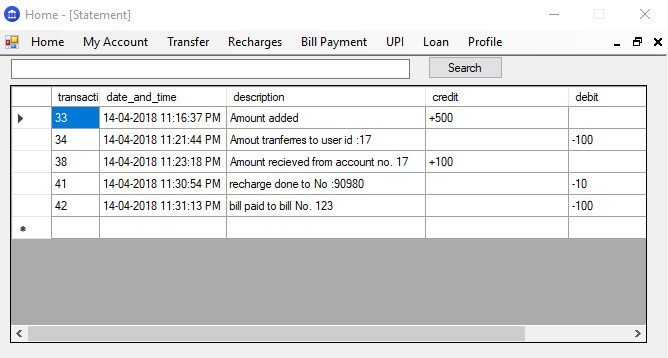 Home - [Statement]
Home My Account Transfer Recharges Bill Payment UPI Loan Profile
Search
transacti date_and_time description credit debit
33 14-04-2018 11:16:37 PM Amount added +500
34 14-04-2018 11:21:44 PM Amout tranferres to user id :17 -100
38 14-04-2018 11:23:18 PM Amount recieved from account no. 17 +100
41 14-04-2018 11:30:54 PM recharge done to No :90980 -10
42 14-04-2018 11:31:13 PM bill paid to bill No. 123 -100